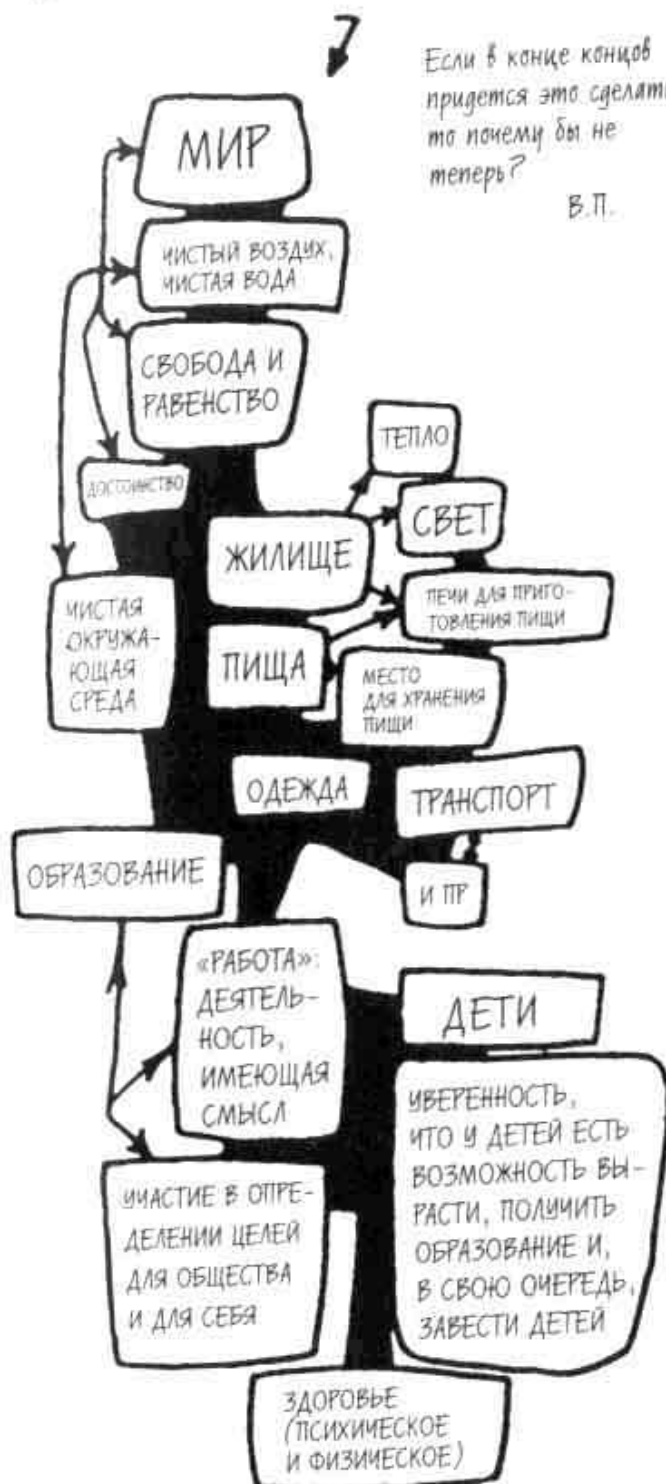 Если в конце концов
придется это сделать
то почему бы не
теперь?
В.П.
МИР
ЧИСТЫЙ ВОЗДУХ,
ЧИСТАЯ ВОДА
СВОБОДА И
РАВЕНСТВО
ДОСТОИНСТВО
ТЕПЛО
СВЕТ
ЖИЛИЩЕ
ПЕЧИ ДЛЯ ПРИГО-
ТОВЛЕНИЯ ПИЩИ
ЧИСТАЯ
ОКРУЖА-
ЮЩАЯ
СРЕДА
ПИЩА
МЕСТО
ДЛЯ ХРАНЕНИЯ
ПИЩИ
ОДЕЖДА
ТРАНСПОРТ
ОБРАЗОВАНИЕ
И ПР
«РАБОТА»:
ДЕЯТЕЛЬ-
НОСТЬ,
ИМЕЮЩАЯ
СМЫСЛ
ДЕТИ
УВЕРЕННОСТЬ,
ЧТО У ДЕТЕЙ ЕСТЬ
ВОЗМОЖНОСТЬ ВЫ-
РАСТИ, ПОЛУЧИТЬ
ОБРАЗОВАНИЕ И,
В СВОЮ ОЧЕРЕДЬ,
ЗАВЕСТИ ДЕТЕЙ
УЧАСТИЕ В ОПРЕ-
ДЕЛЕНИИ ЦЕЛЕЙ
ДЛЯ ОБЩЕСТВА
И ДЛЯ СЕБЯ
ЗДОРОВЬЕ
(ПСИХИЧЕСКОЕ
И ФИЗИЧЕСКОЕ)